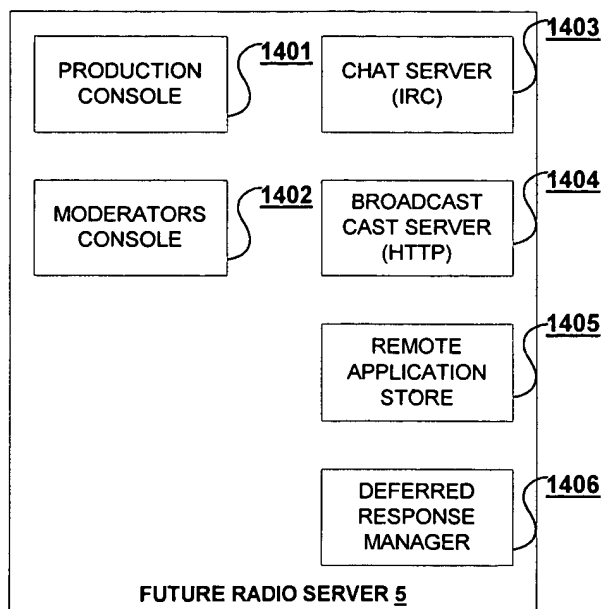 PRODUCTION
CONSOLE
1401
CHAT SERVER
(IRC)
1403
MODERATORS
CONSOLE
1402
BROADCAST
CAST SERVER
(HTTP)
1404
REMOTE
APPLICATION
STORE
1405
DEFERRED
RESPONSE
MANAGER
1406
FUTURE RADIO SERVER 5